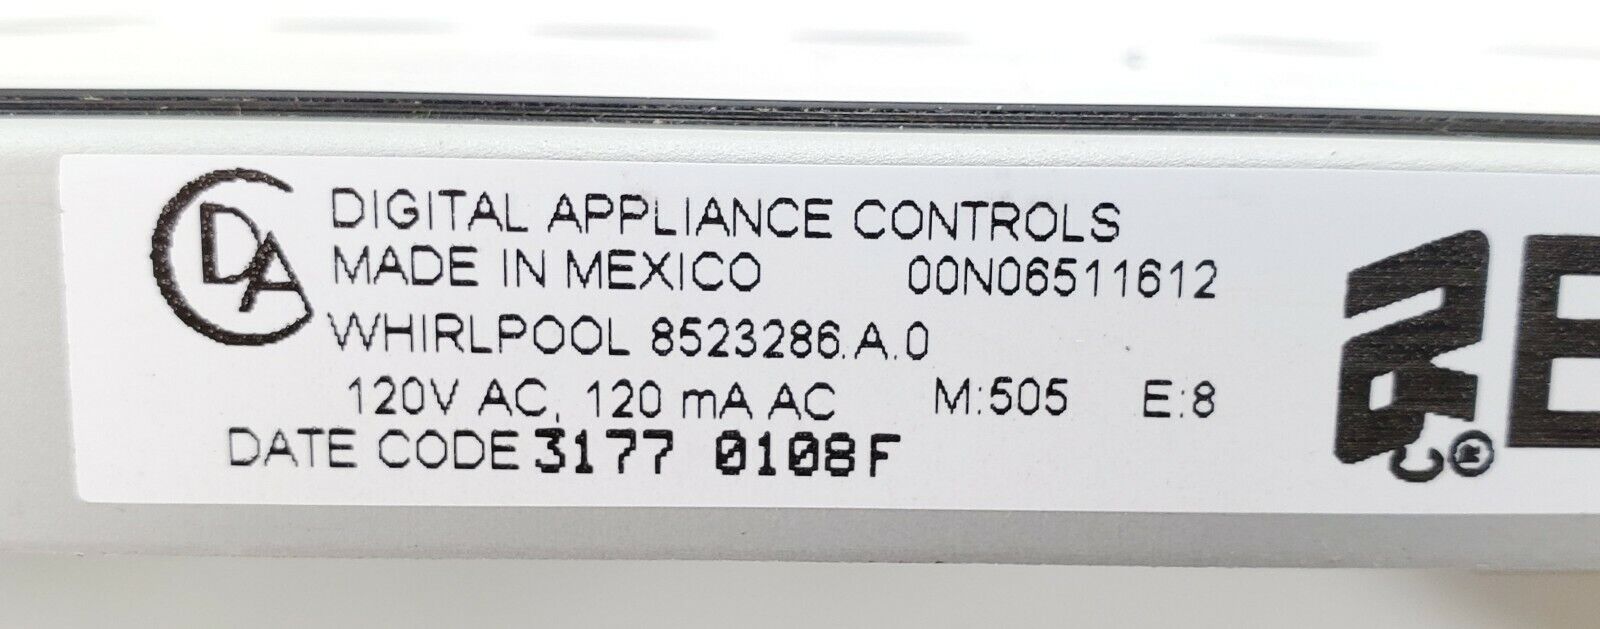 CDA DIGITAL APPLIANCE CONTROLS
MADE IN MEXICO 00N06511612
WHIRLPOOL 8523286.A.0
120V AC, 120 mA AC M:505 E:8
DATE CODE 3177 0108F
®